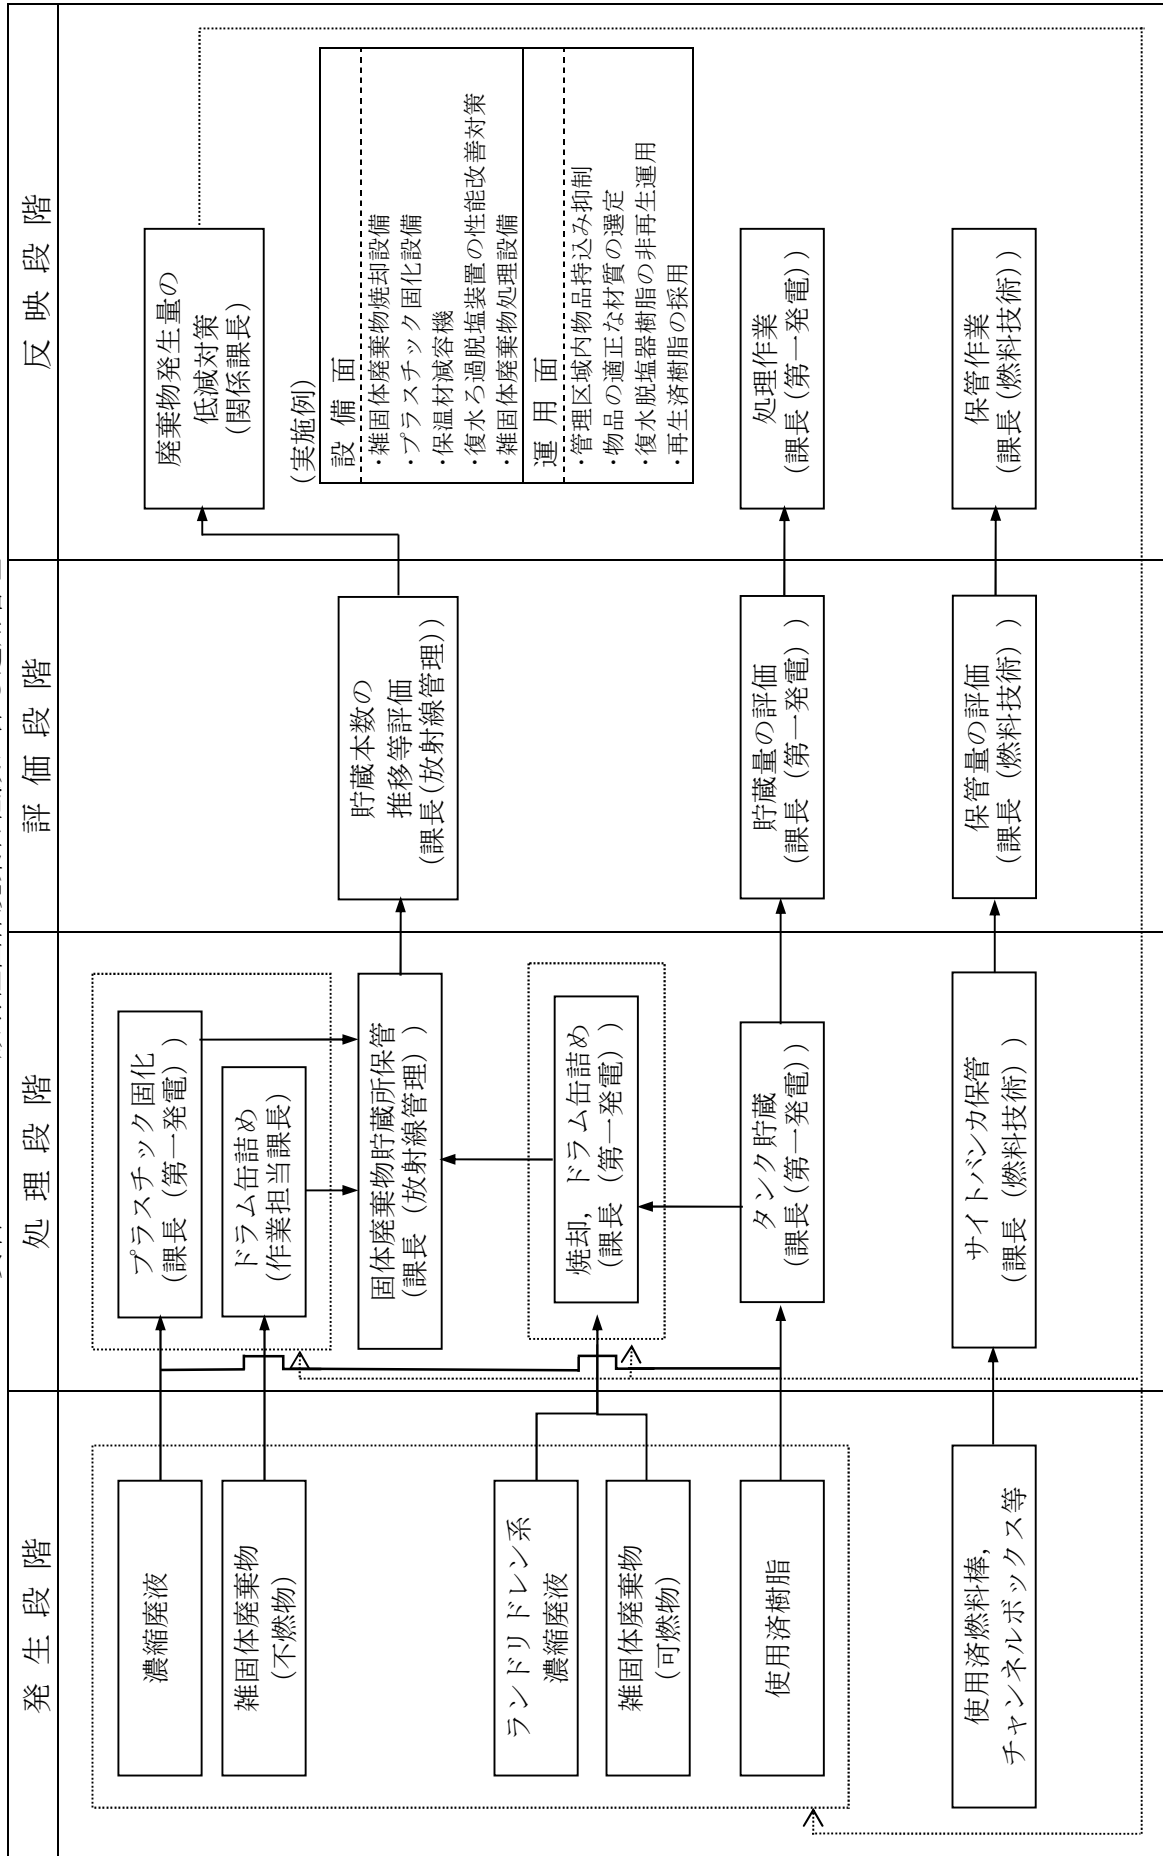 発 生 段 階
濃縮廃液
雑固体廃棄物
(不燃物)
ランドリドレン系
濃縮廃液
雑固体廃棄物
(可燃物)
使用済樹脂
使用済燃料棒，
チャンネルボックス等
処 理 段 階
プラスチック固化
(課長（第一発電）)
ドラム缶詰め
(作業担当課長)
固体廃棄物貯蔵所保管
(課長（放射線管理）)
焼却，ドラム缶詰め
(課長（第一発電）)
タンク貯蔵
(課長(第一発電))
サイトバンカ保管
(課長（燃料技術）)
評 価 段 階
貯蔵本数の
推移等評価
(課長(放射線管理))
貯蔵量の評価
(課長（第一発電）)
保管量の評価
(課長（燃料技術）)
反 映 段 階
廃棄物発生量の
低減対策
(関係課長)
(実施例)
設 備 面
・雑固体廃棄物焼却設備
・プラスチック固化設備
・保温材減容機
・復水ろ過脱塩装置の性能改善対策
・雑固体廃棄物処理設備
運 用 面
・管理区域内物品持込み抑制
・物品の適正な材質の選定
・復水脱塩器樹脂の非再生運用
・再生済樹脂の採用
処理作業
(課長(第一発電))
保管作業
(課長(燃料技術))